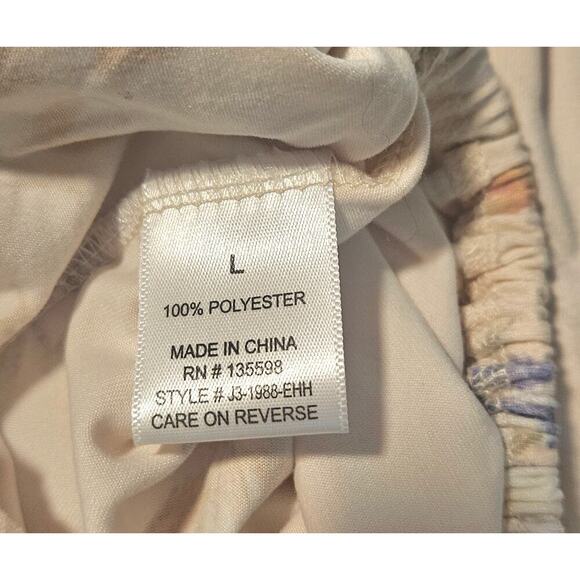 L
100% POLYESTER
MADE IN CHINA
RN # 135598
STYLE # J3-1988-EHH
CARE ON REVERSE